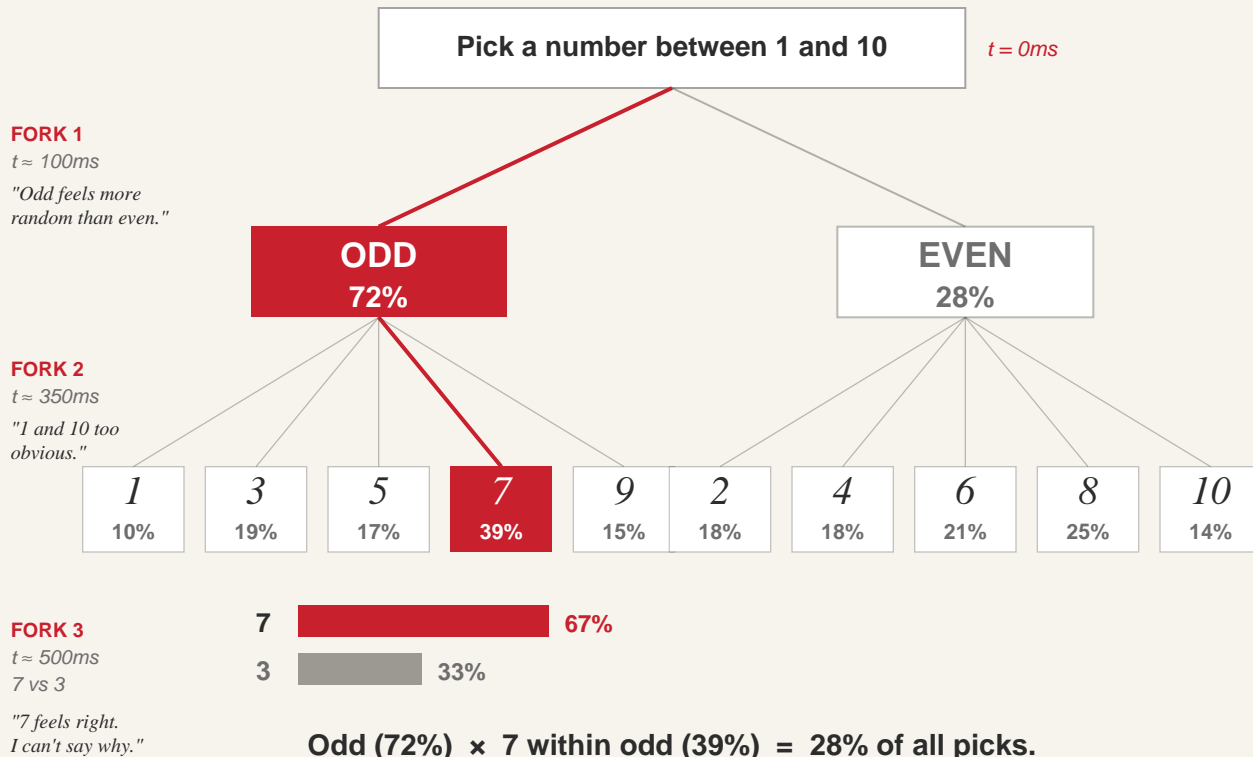 Pick a number between 1 and 10
t = 0ms
FORK 1
t ≈ 100ms
"Odd feels more
random than even."
ODD
72%
EVEN
28%
FORK 2
t ≈ 350ms
"1 and 10 too
obvious."
1 3 5 7 9 2 4 6 8 10
10% 19% 17% 39% 15% 18% 18% 21% 25% 14%
FORK 3
t ≈ 500ms
7 vs 3
"7 feels right.
I can't say why."
7 67%
3 33%
Odd (72%) × 7 within odd (39%) = 28% of all picks.